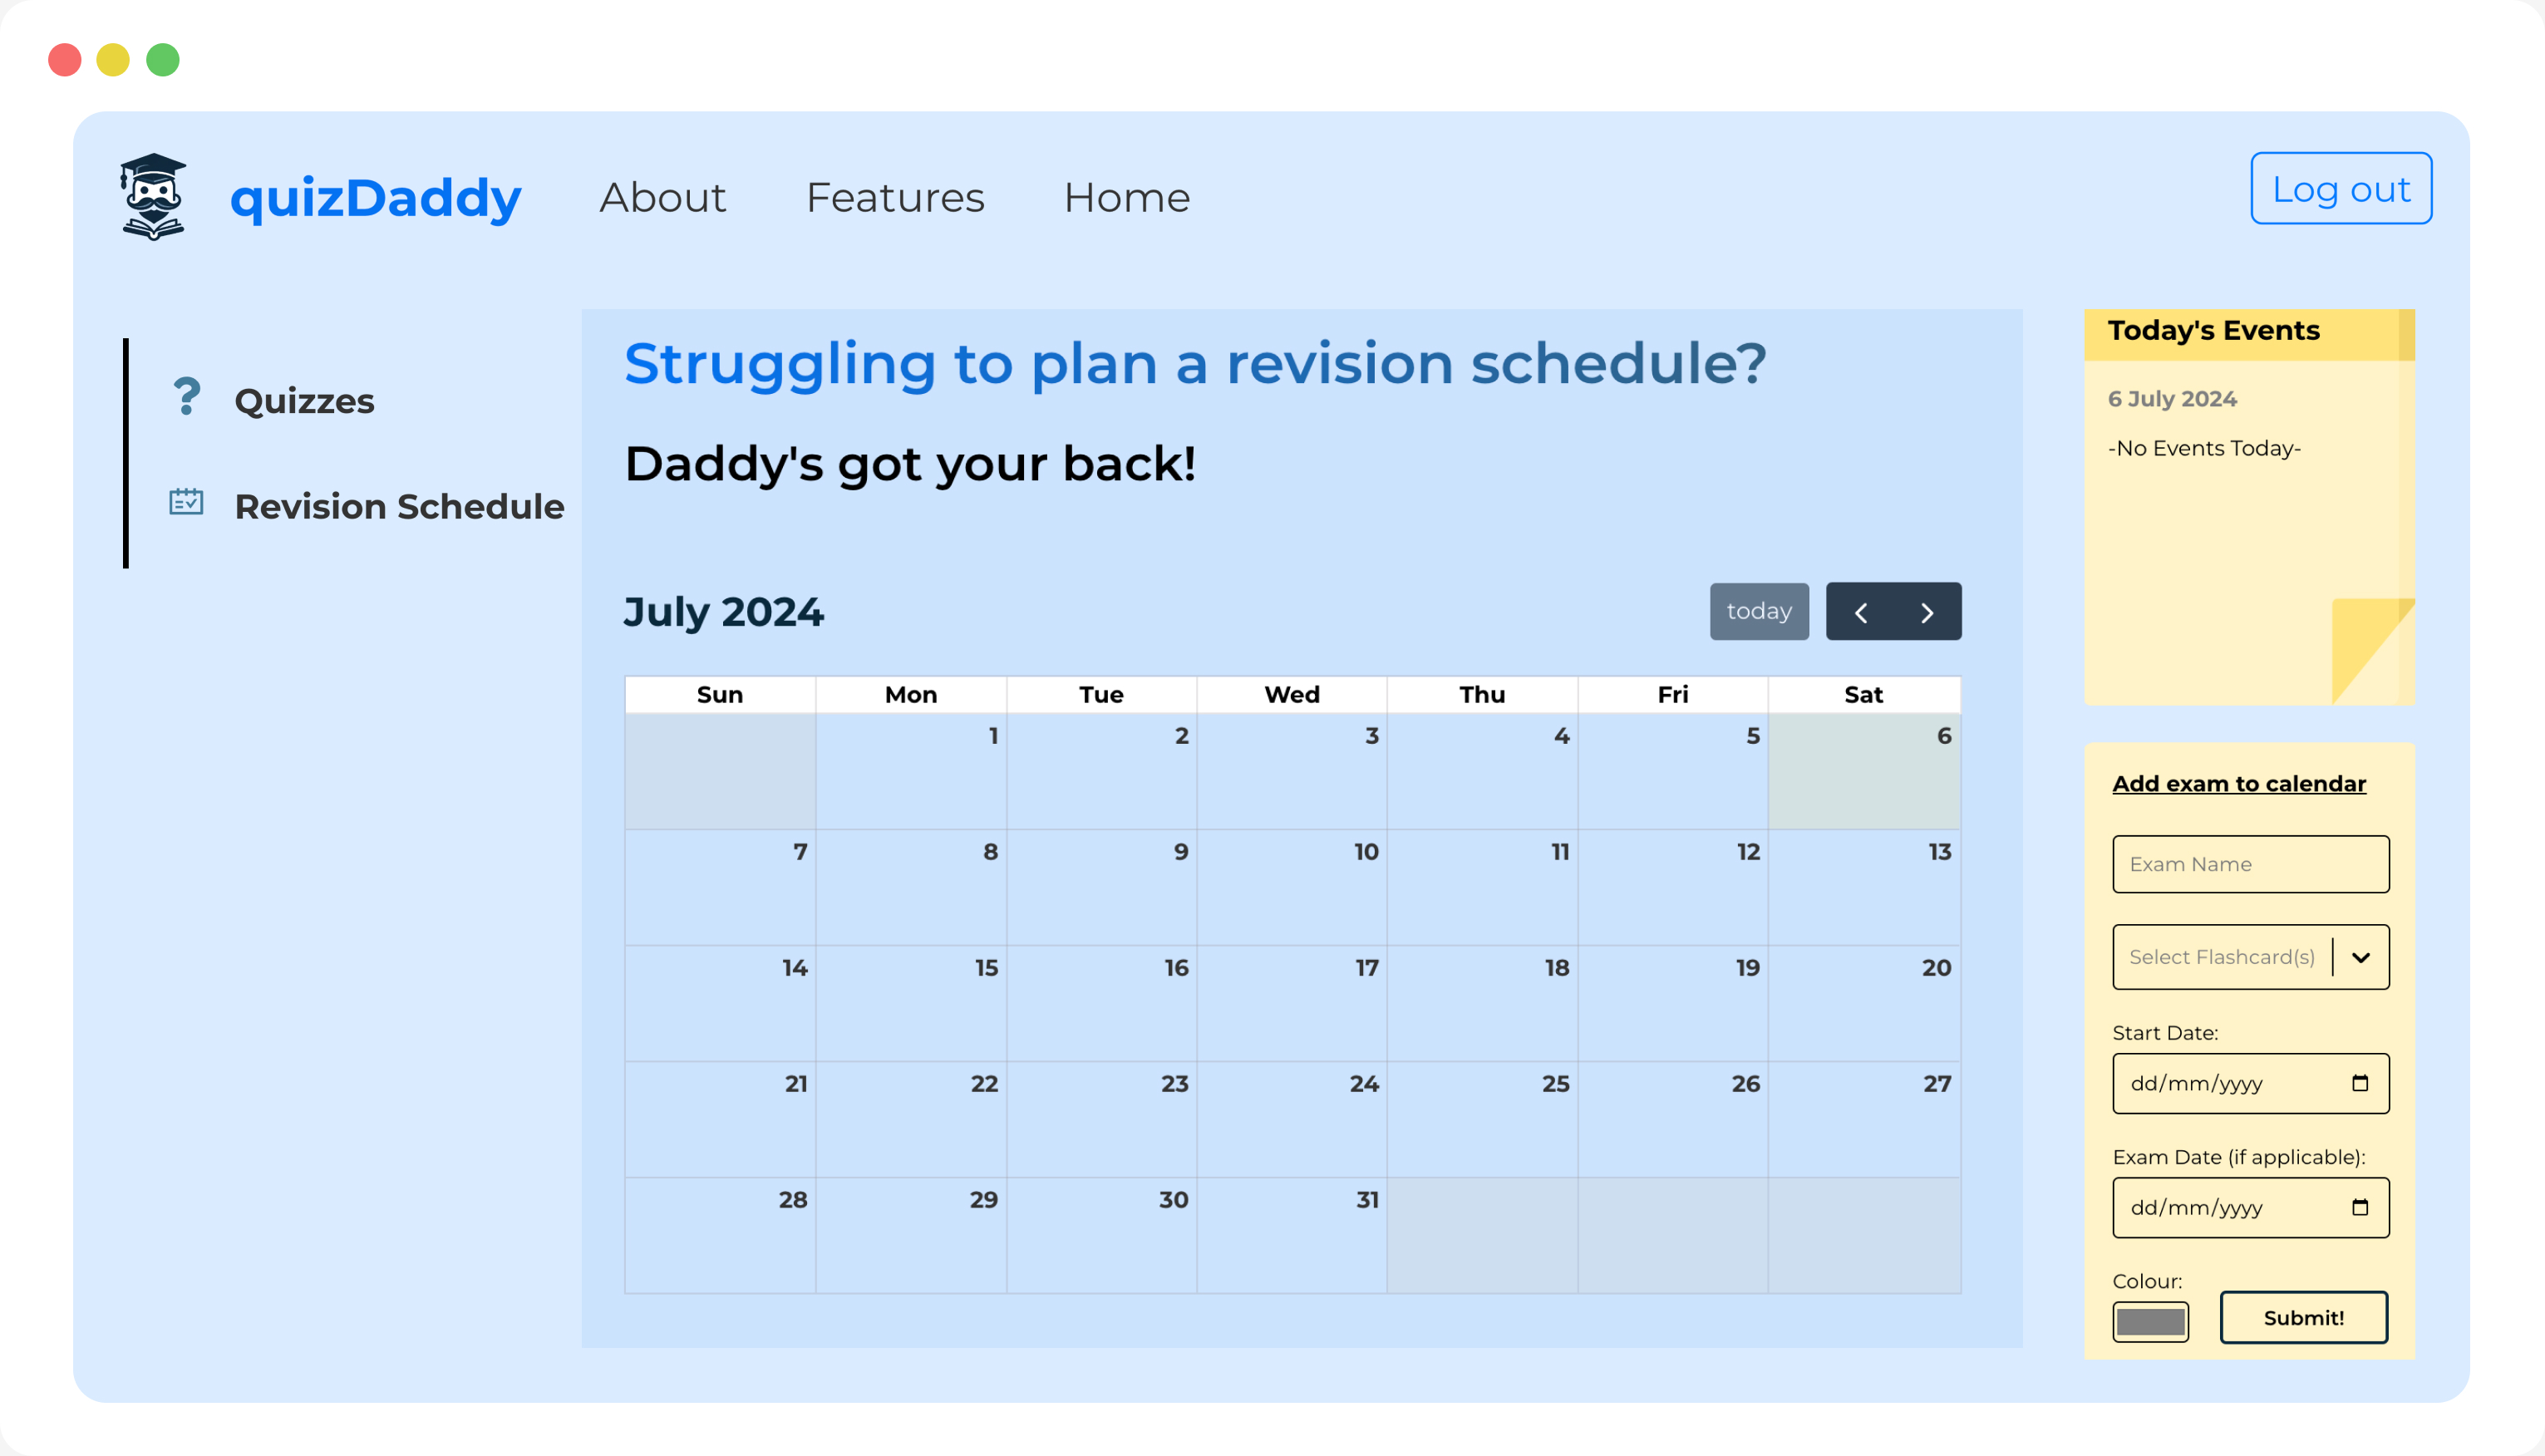 quizDaddy About Features Home Log out
Quizzes
Revision Schedule
Struggling to plan a revision schedule?
Daddy's got your back!
July 2024 today
Sun Mon Tue Wed Thu Fri Sat
1 2 3 4 5 6
7 8 9 10 11 12 13
14 15 16 17 18 19 20
21 22 23 24 25 26 27
28 29 30 31
Today's Events
6 July 2024
-No Events Today-
Add exam to calendar
Exam Name
Select Flashcard(s)
Start Date:
dd/mm/yyyy
Exam Date (if applicable):
dd/mm/yyyy
Colour:
Submit!